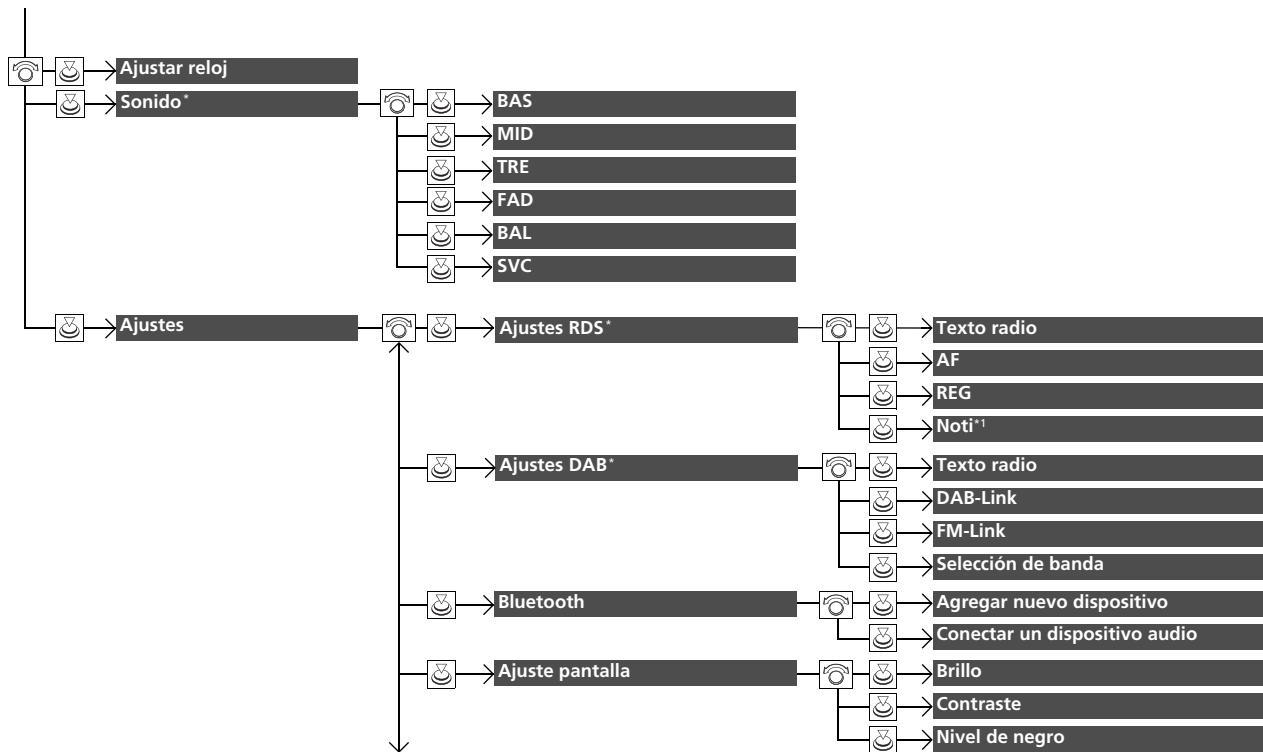 Ajustar reloj
Sonido*
BAS
MID
TRE
FAD
BAL
SVC
Ajustes
Ajustes RDS*
Texto radio
AF
REG
Noti*1
Ajustes DAB*
Texto radio
DAB-Link
FM-Link
Selección de banda
Bluetooth
Agregar nuevo dispositivo
Conectar un dispositivo audio
Ajuste pantalla
Brillo
Contraste
Nivel de negro